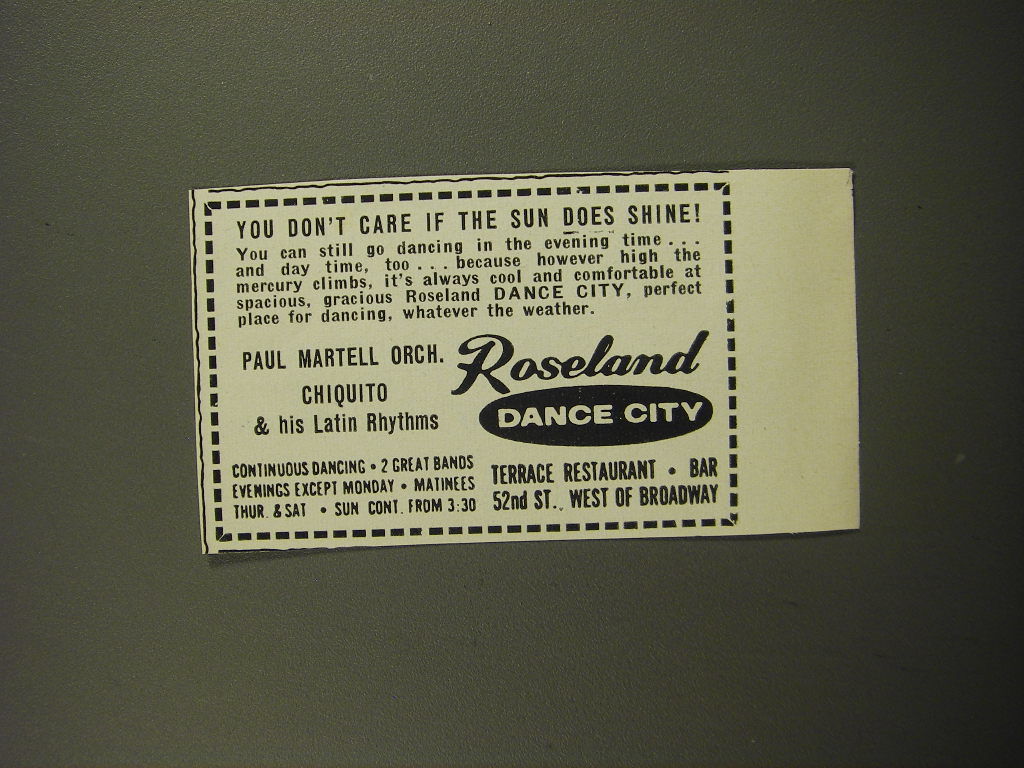 YOU DON'T CARE IF THE SUN DOES SHINE!
You can still go dancing in the evening time . . .
and day time, too . . . because however high the
mercury climbs, it's always cool and comfortable at
spacious, gracious Roseland DANCE CITY, perfect
place for dancing, whatever the weather.
PAUL MARTELL ORCH.
CHIQUITO
& his Latin Rhythms
Roseland
DANCE CITY
CONTINUOUS DANCING • 2 GREAT BANDS
EVENINGS EXCEPT MONDAY • MATINEES
THUR. & SAT • SUN CONT. FROM 3:30
TERRACE RESTAURANT • BAR
52nd ST., WEST OF BROADWAY